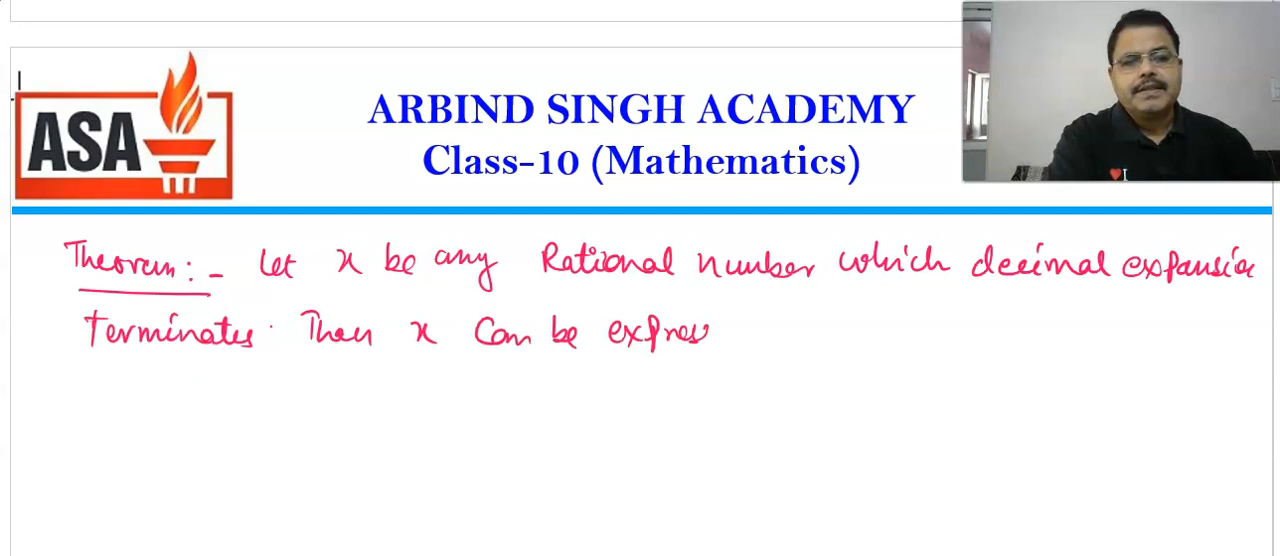 ASA
ARBIND SINGH ACADEMY
Class-10 (Mathematics)
I
Theorem:- Let x be any Rational number which decimal expansion
terminates. Then x can be expres